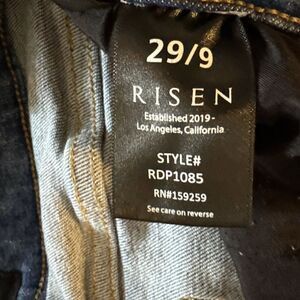 29/9
RISEN
Established 2019-
Los Angeles, California
STYLE#
RDP1085
RN#159259
See care on reverse